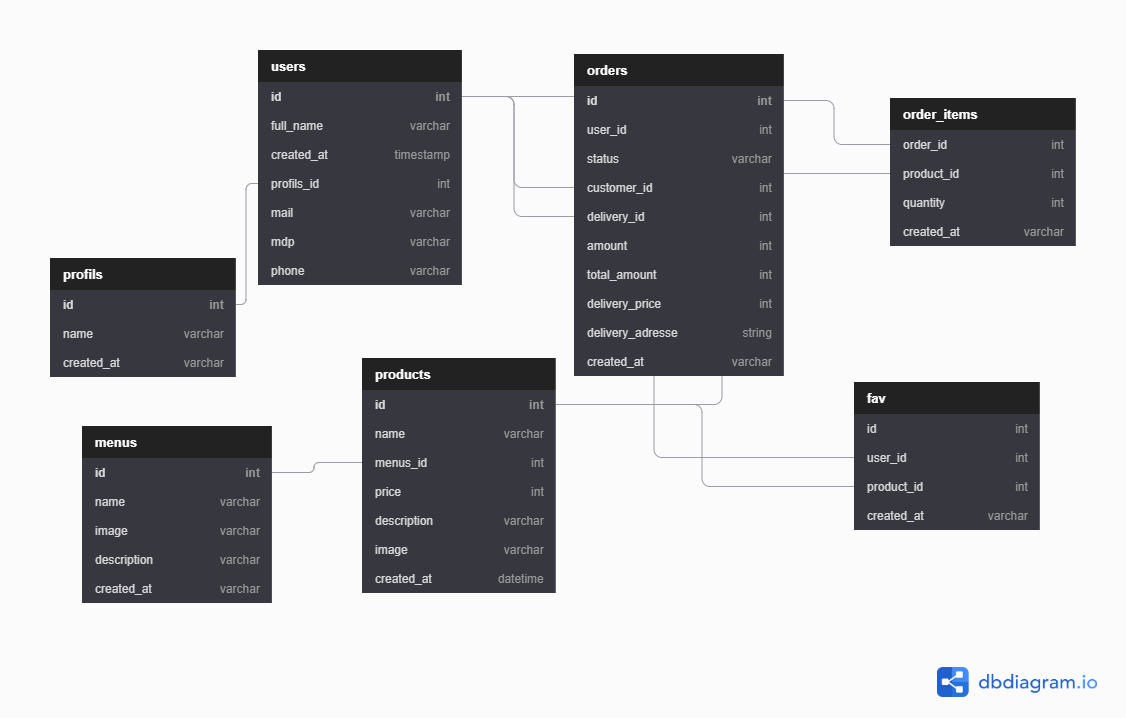 users
id int
full_name varchar
created_at timestamp
profils_id int
mail varchar
mdp varchar
phone varchar
orders
id int
user_id int
status varchar
customer_id int
delivery_id int
amount int
total_amount int
delivery_price int
delivery_adresse string
created_at varchar
order_items
order_id int
product_id int
quantity int
created_at varchar
profils
id int
name varchar
created_at varchar
products
id int
name varchar
menus_id int
price int
description varchar
image varchar
created_at datetime
fav
id int
user_id int
product_id int
created_at varchar
menus
id int
name varchar
image varchar
description varchar
created_at varchar
dbdiagram.io